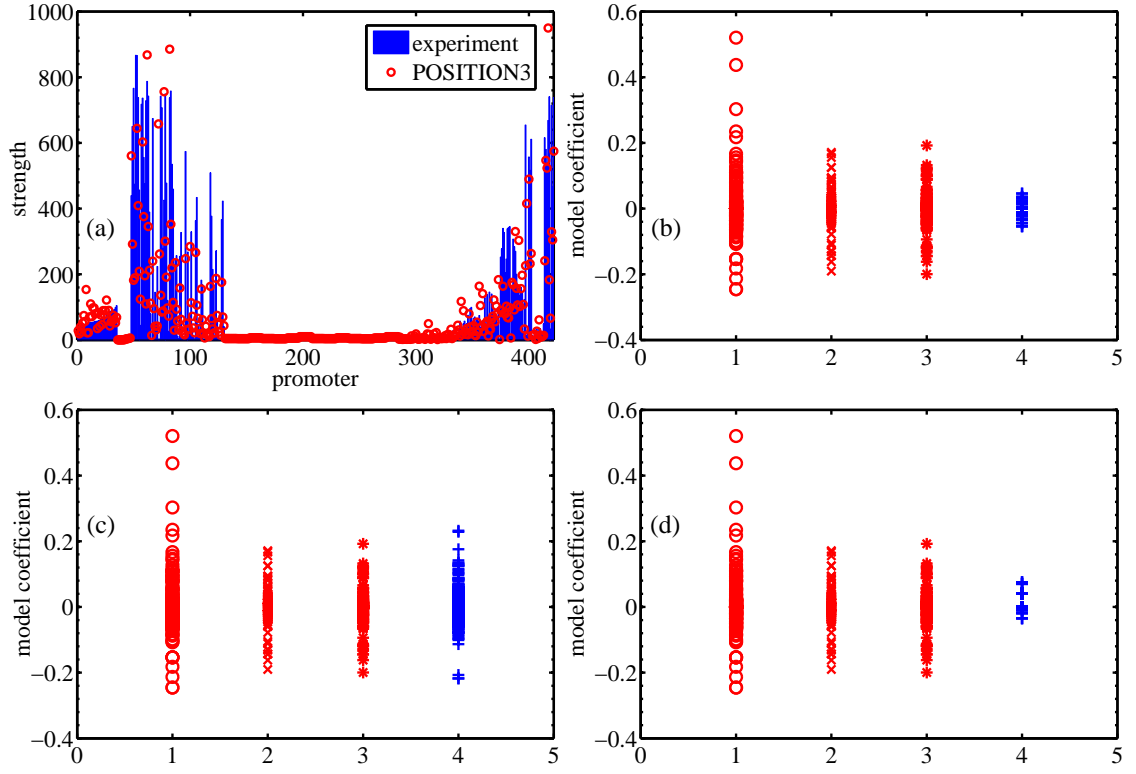 1000
800
600
400
200
0
strength
(a)
experiment
POSITION3
0 100 200 300 400
promoter
0.6
0.4
0.2
0
−0.2
−0.4
model coefficient
(b)
0 1 2 3 4 5
0.6
0.4
0.2
0
−0.2
−0.4
model coefficient
(c)
0 1 2 3 4 5
0.6
0.4
0.2
0
−0.2
−0.4
model coefficient
(d)
0 1 2 3 4 5